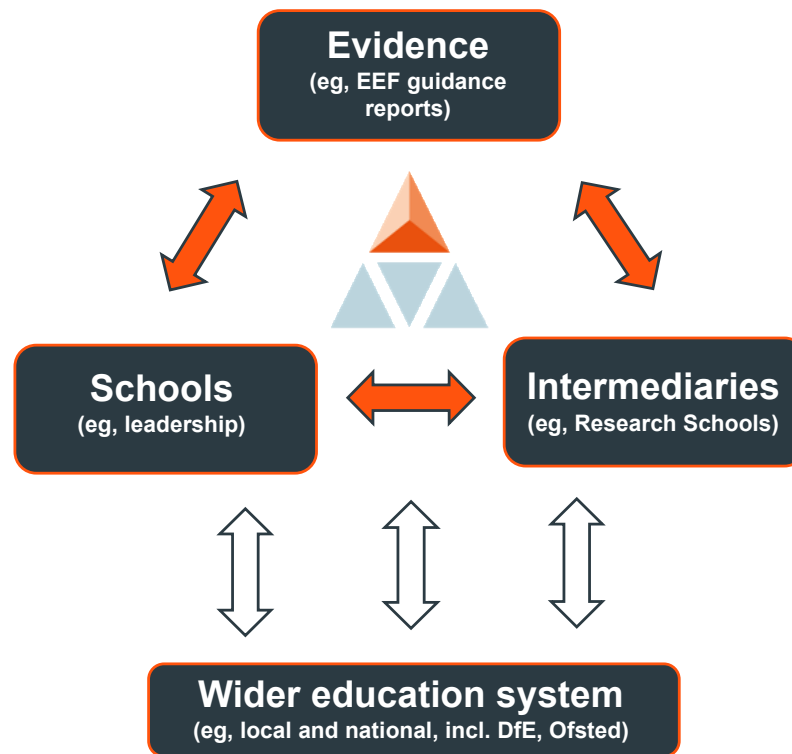 Evidence
(eg, EEF guidance
reports)
Schools
(eg, leadership)
Intermediaries
(eg, Research Schools)
Wider education system
(eg, local and national, incl. DfE, Ofsted)